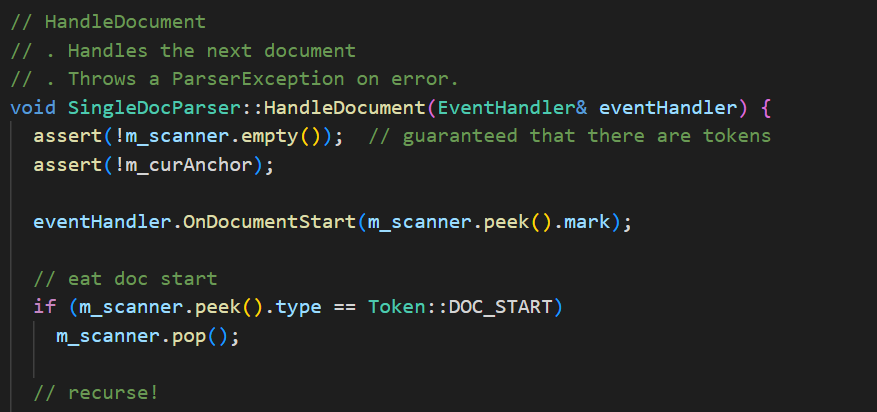 // HandleDocument
// . Handles the next document
// . Throws a ParserException on error.
void SingleDocParser::HandleDocument(EventHandler& eventHandler) {
  assert(!m_scanner.empty());  // guaranteed that there are tokens
  assert(!m_curAnchor);

  eventHandler.OnDocumentStart(m_scanner.peek().mark);

  // eat doc start
  if (m_scanner.peek().type == Token::DOC_START)
    m_scanner.pop();

  // recurse!